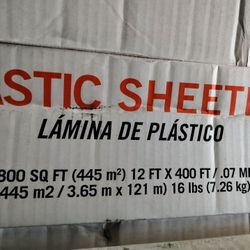 ASTIC SHEETI
LÁMINA DE PLÁSTICO
800 SQ FT (445 m²) 12 FT X 400 FT / .07 MI
445 m2 / 3.65 m x 121 m) 16 lbs (7.26 kg)